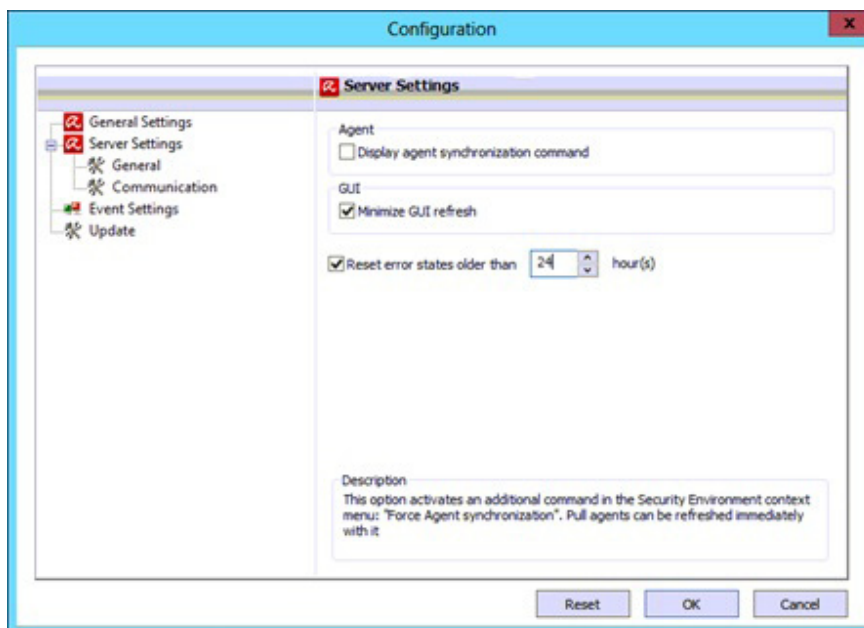 Configuration
x
Server Settings
General Settings
Server Settings
General
Communication
Event Settings
Update
Agent
Display agent synchronization command
GUI
Minimize GUI refresh
Reset error states older than 24 hour(s)
Description
This option activates an additional command in the Security Environment context
menu: "Force Agent synchronization". Pull agents can be refreshed immediately
with it
Reset OK Cancel